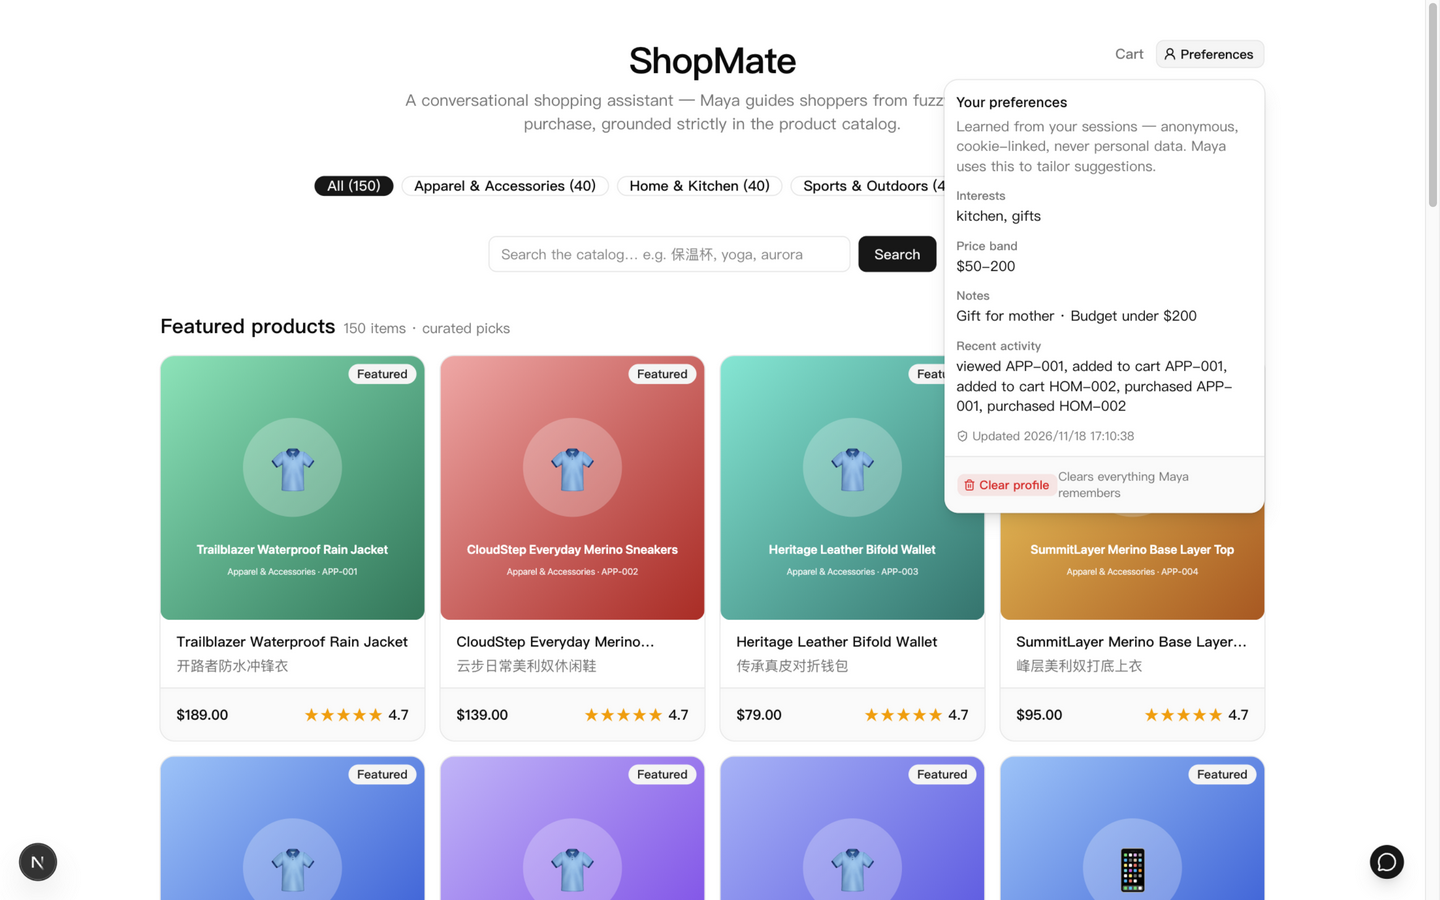 ShopMate
Cart
Preferences
A conversational shopping assistant — Maya guides shoppers from fuzz
purchase, grounded strictly in the product catalog.
All (150)
Apparel & Accessories (40)
Home & Kitchen (40)
Sports & Outdoors (4
Search the catalog... e.g. 保温杯, yoga, aurora
Search
Your preferences
Learned from your sessions — anonymous,
cookie-linked, never personal data. Maya
uses this to tailor suggestions.
Interests
kitchen, gifts
Price band
$50–200
Notes
Gift for mother · Budget under $200
Recent activity
viewed APP-001, added to cart APP-001,
added to cart HOM-002, purchased APP-
001, purchased HOM-002
Updated 2026/11/18 17:10:38
Clear profile
Clears everything Maya
remembers
Featured products
150 items · curated picks
Featured
Trailblazer Waterproof Rain Jacket
Apparel & Accessories · APP-001
Trailblazer Waterproof Rain Jacket
开路者防水冲锋衣
$189.00
★★★★★ 4.7
Featured
CloudStep Everyday Merino Sneakers
Apparel & Accessories · APP-002
CloudStep Everyday Merino...
云步日常美利奴休闲鞋
$139.00
★★★★★ 4.7
Featu
Heritage Leather Bifold Wallet
Apparel & Accessories · APP-003
Heritage Leather Bifold Wallet
传承真皮对折钱包
$79.00
★★★★★ 4.7
SummitLayer Merino Base Layer Top
Apparel & Accessories · APP-004
SummitLayer Merino Base Layer...
峰层美利奴打底上衣
$95.00
★★★★★ 4.7
Featured
Featured
Featured
Featured
N